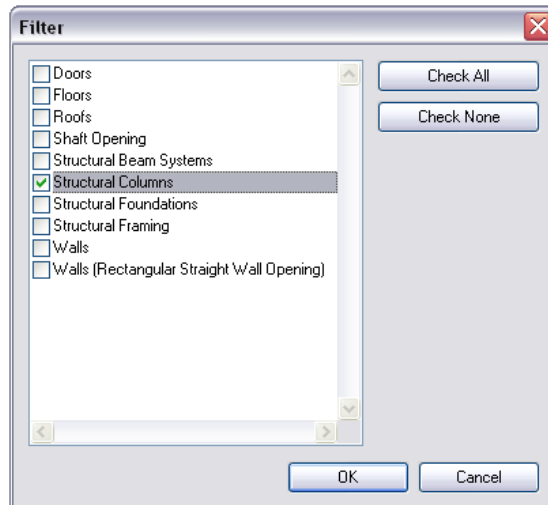 Filter
Doors
Floors
Roofs
Shaft Opening
Structural Beam Systems
Structural Columns
Structural Foundations
Structural Framing
Walls
Walls (Rectangular Straight Wall Opening)
Check All
Check None
OK
Cancel